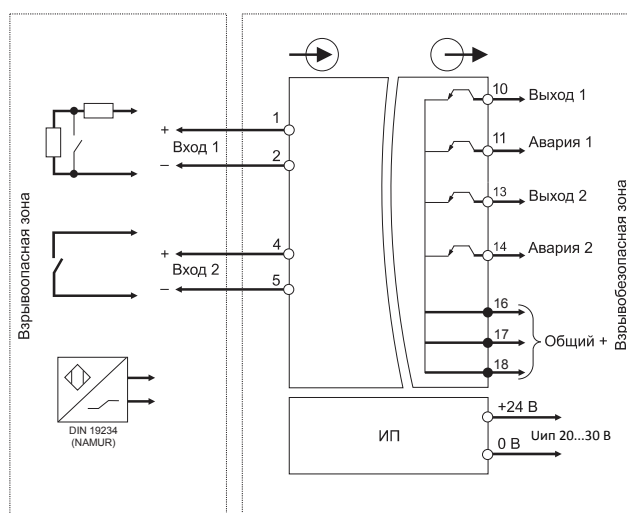 Взрывоопасная зона
+
Вход 1
–
+
Вход 2
–
DIN 19234
(NAMUR)
1
2
4
5
10
Выход 1
11
Авария 1
13
Выход 2
14
Авария 2
16
17
Общий +
18
ИП
+24 В
Uип 20...30 В
0 В
Взрывобезопасная зона